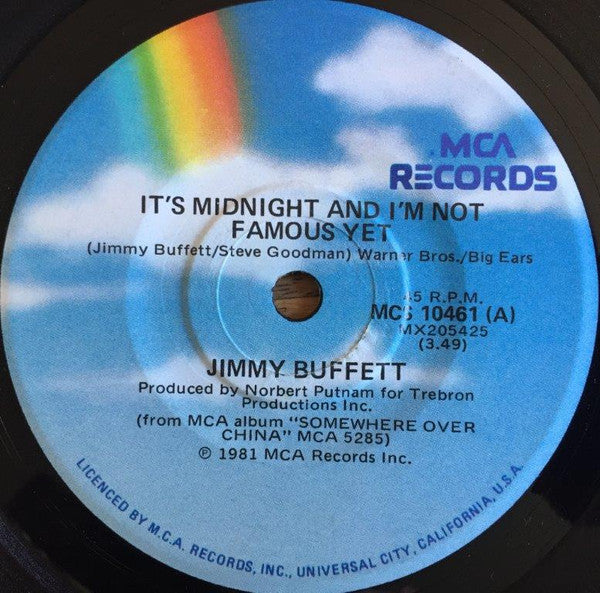 MCA
RECORDS
IT'S MIDNIGHT AND I'M NOT
FAMOUS YET
(Jimmy Buffett/Steve Goodman) Warner Bros./Big Ears
45 R.P.M.
MCS 10461 (A)
MX205425
(3.49)
JIMMY BUFFETT
Produced by Norbert Putnam for Trebron
Productions Inc.
(from MCA album "SOMEWHERE OVER
CHINA" MCA 5285)
℗ 1981 MCA Records Inc.
LICENCED BY M.C.A. RECORDS, INC., UNIVERSAL CITY, CALIFORNIA, U.S.A.